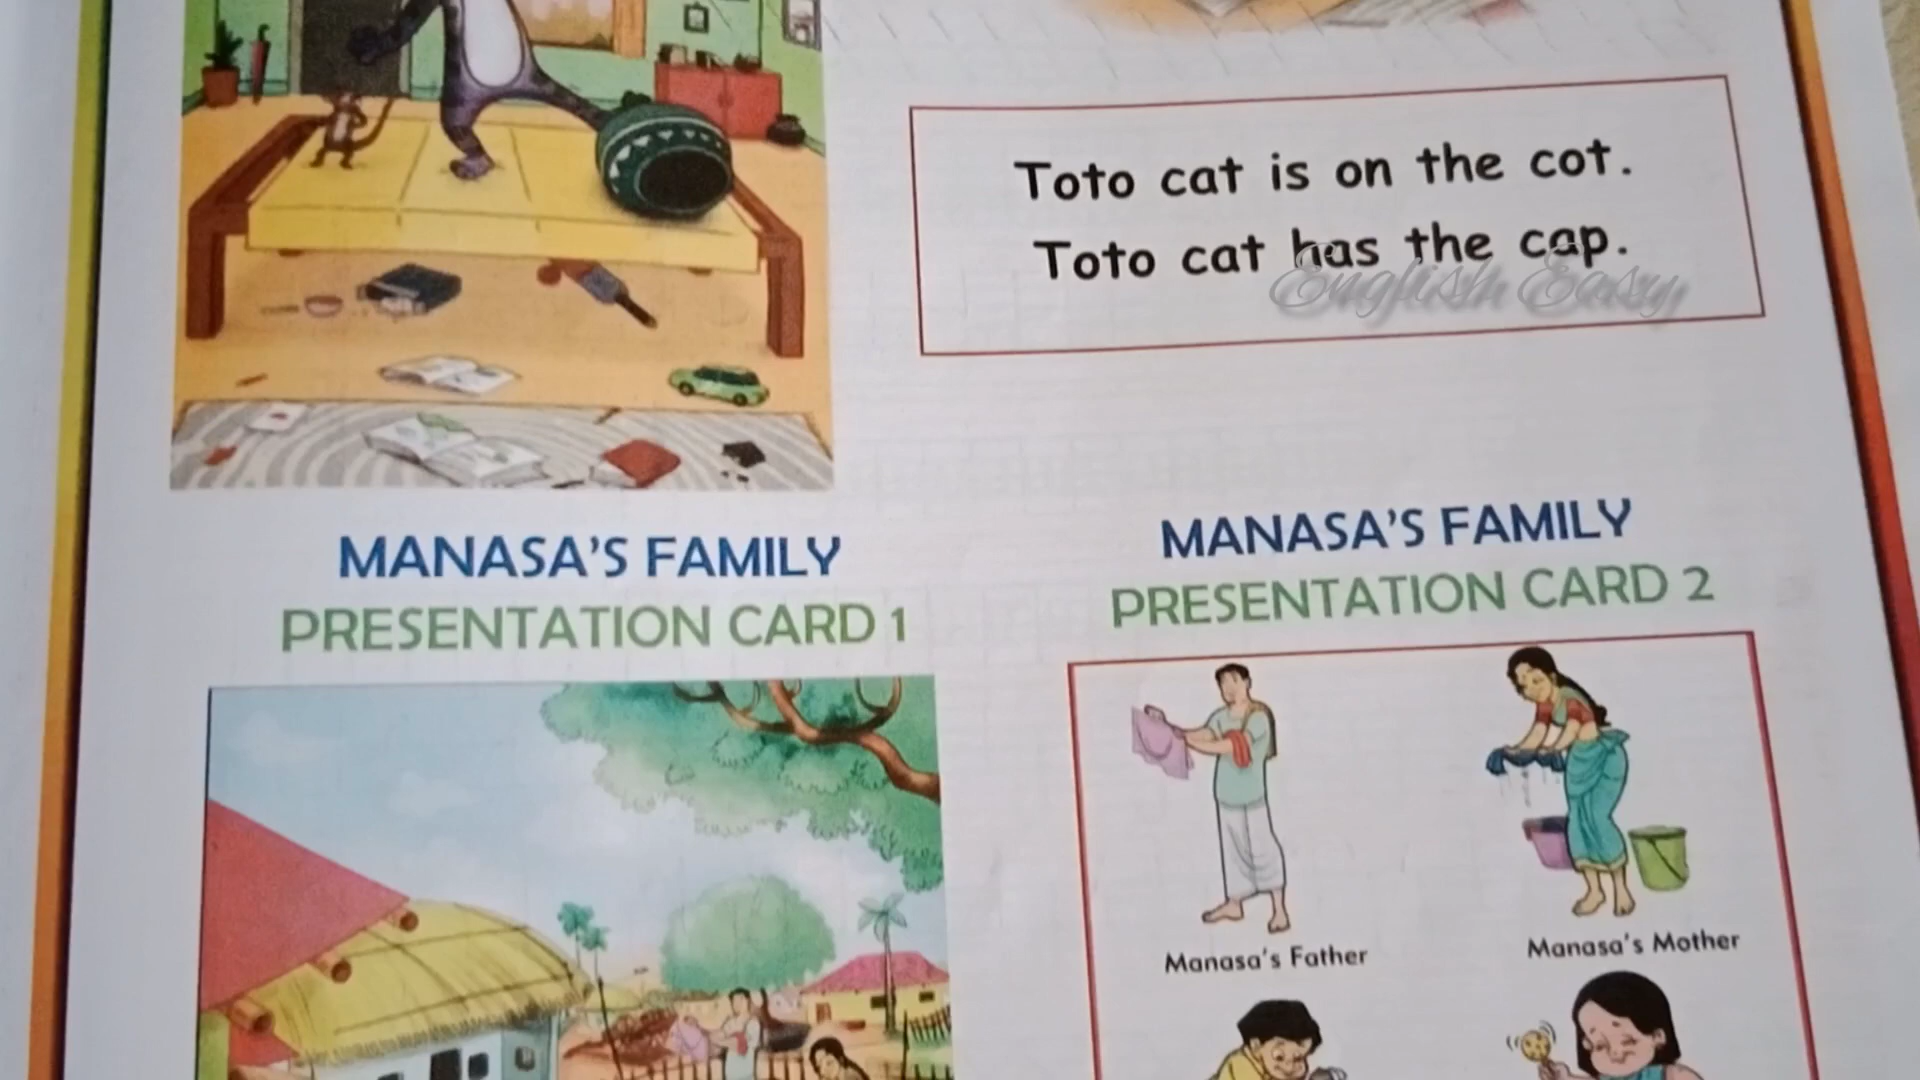 Toto cat is on the cot.
Toto cat has the cap.
English Easy
MANASA'S FAMILY
PRESENTATION CARD 1
MANASA'S FAMILY
PRESENTATION CARD 2
Manasa's Father
Manasa's Mother